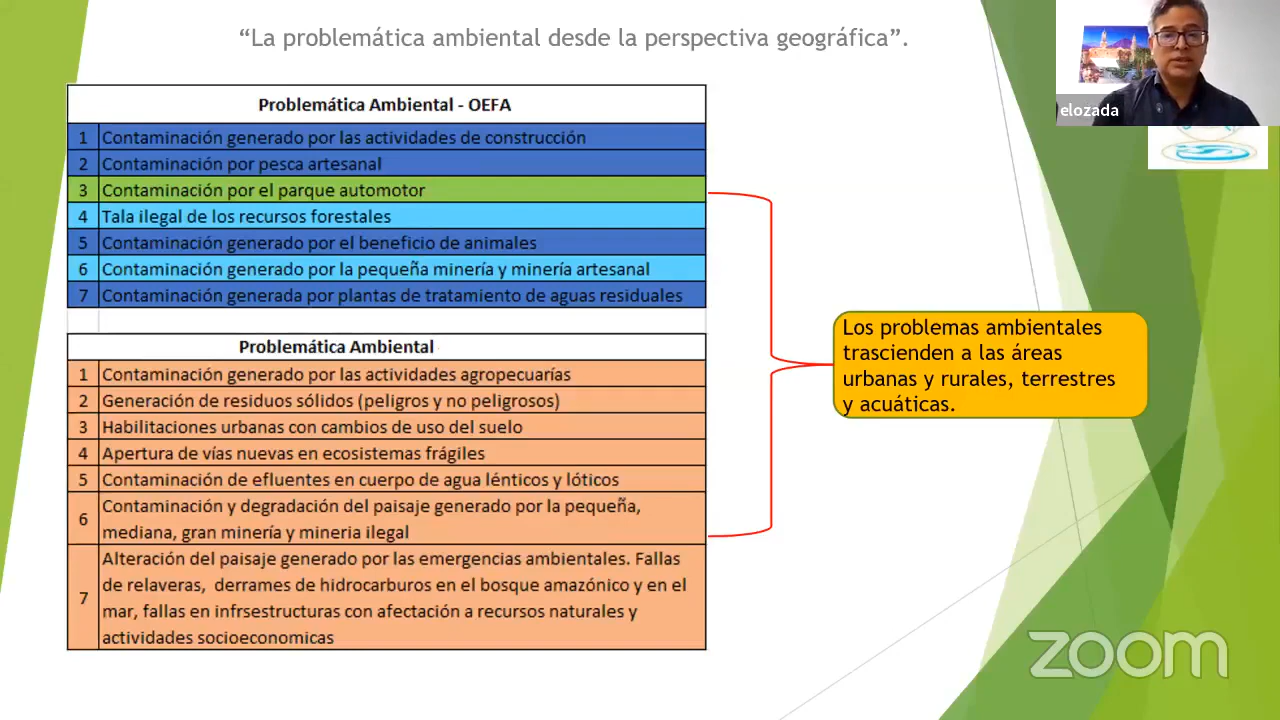 “La problemática ambiental desde la perspectiva geográfica”.
elozada
Problemática Ambiental - OEFA
1 Contaminación generado por las actividades de construcción
2 Contaminación por pesca artesanal
3 Contaminación por el parque automotor
4 Tala ilegal de los recursos forestales
5 Contaminación generado por el beneficio de animales
6 Contaminación generado por la pequeña minería y minería artesanal
7 Contaminación generada por plantas de tratamiento de aguas residuales
Problemática Ambiental
1 Contaminación generado por las actividades agropecuarías
2 Generación de residuos sólidos (peligros y no peligrosos)
3 Habilitaciones urbanas con cambios de uso del suelo
4 Apertura de vías nuevas en ecosistemas frágiles
5 Contaminación de efluentes en cuerpo de agua lénticos y lóticos
6 Contaminación y degradación del paisaje generado por la pequeña,
mediana, gran minería y mineria ilegal
7 Alteración del paisaje generado por las emergencias ambientales. Fallas
de relaveras, derrames de hidrocarburos en el bosque amazónico y en el
mar, fallas en infrsestructuras con afectación a recursos naturales y
actividades socioeconomicas
Los problemas ambientales
trascienden a las áreas
urbanas y rurales, terrestres
y acuáticas.
zoom